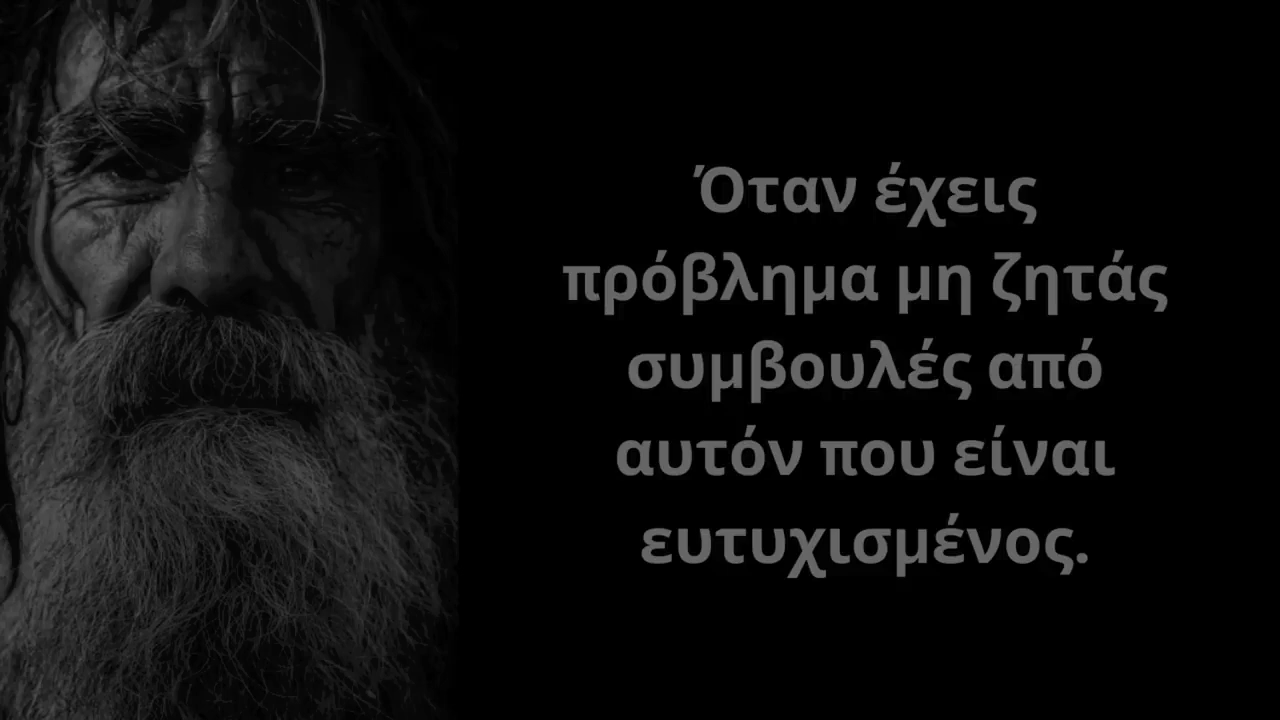 Όταν έχεις
πρόβλημα μη ζητάς
συμβουλές από
αυτόν που είναι
ευτυχισμένος.